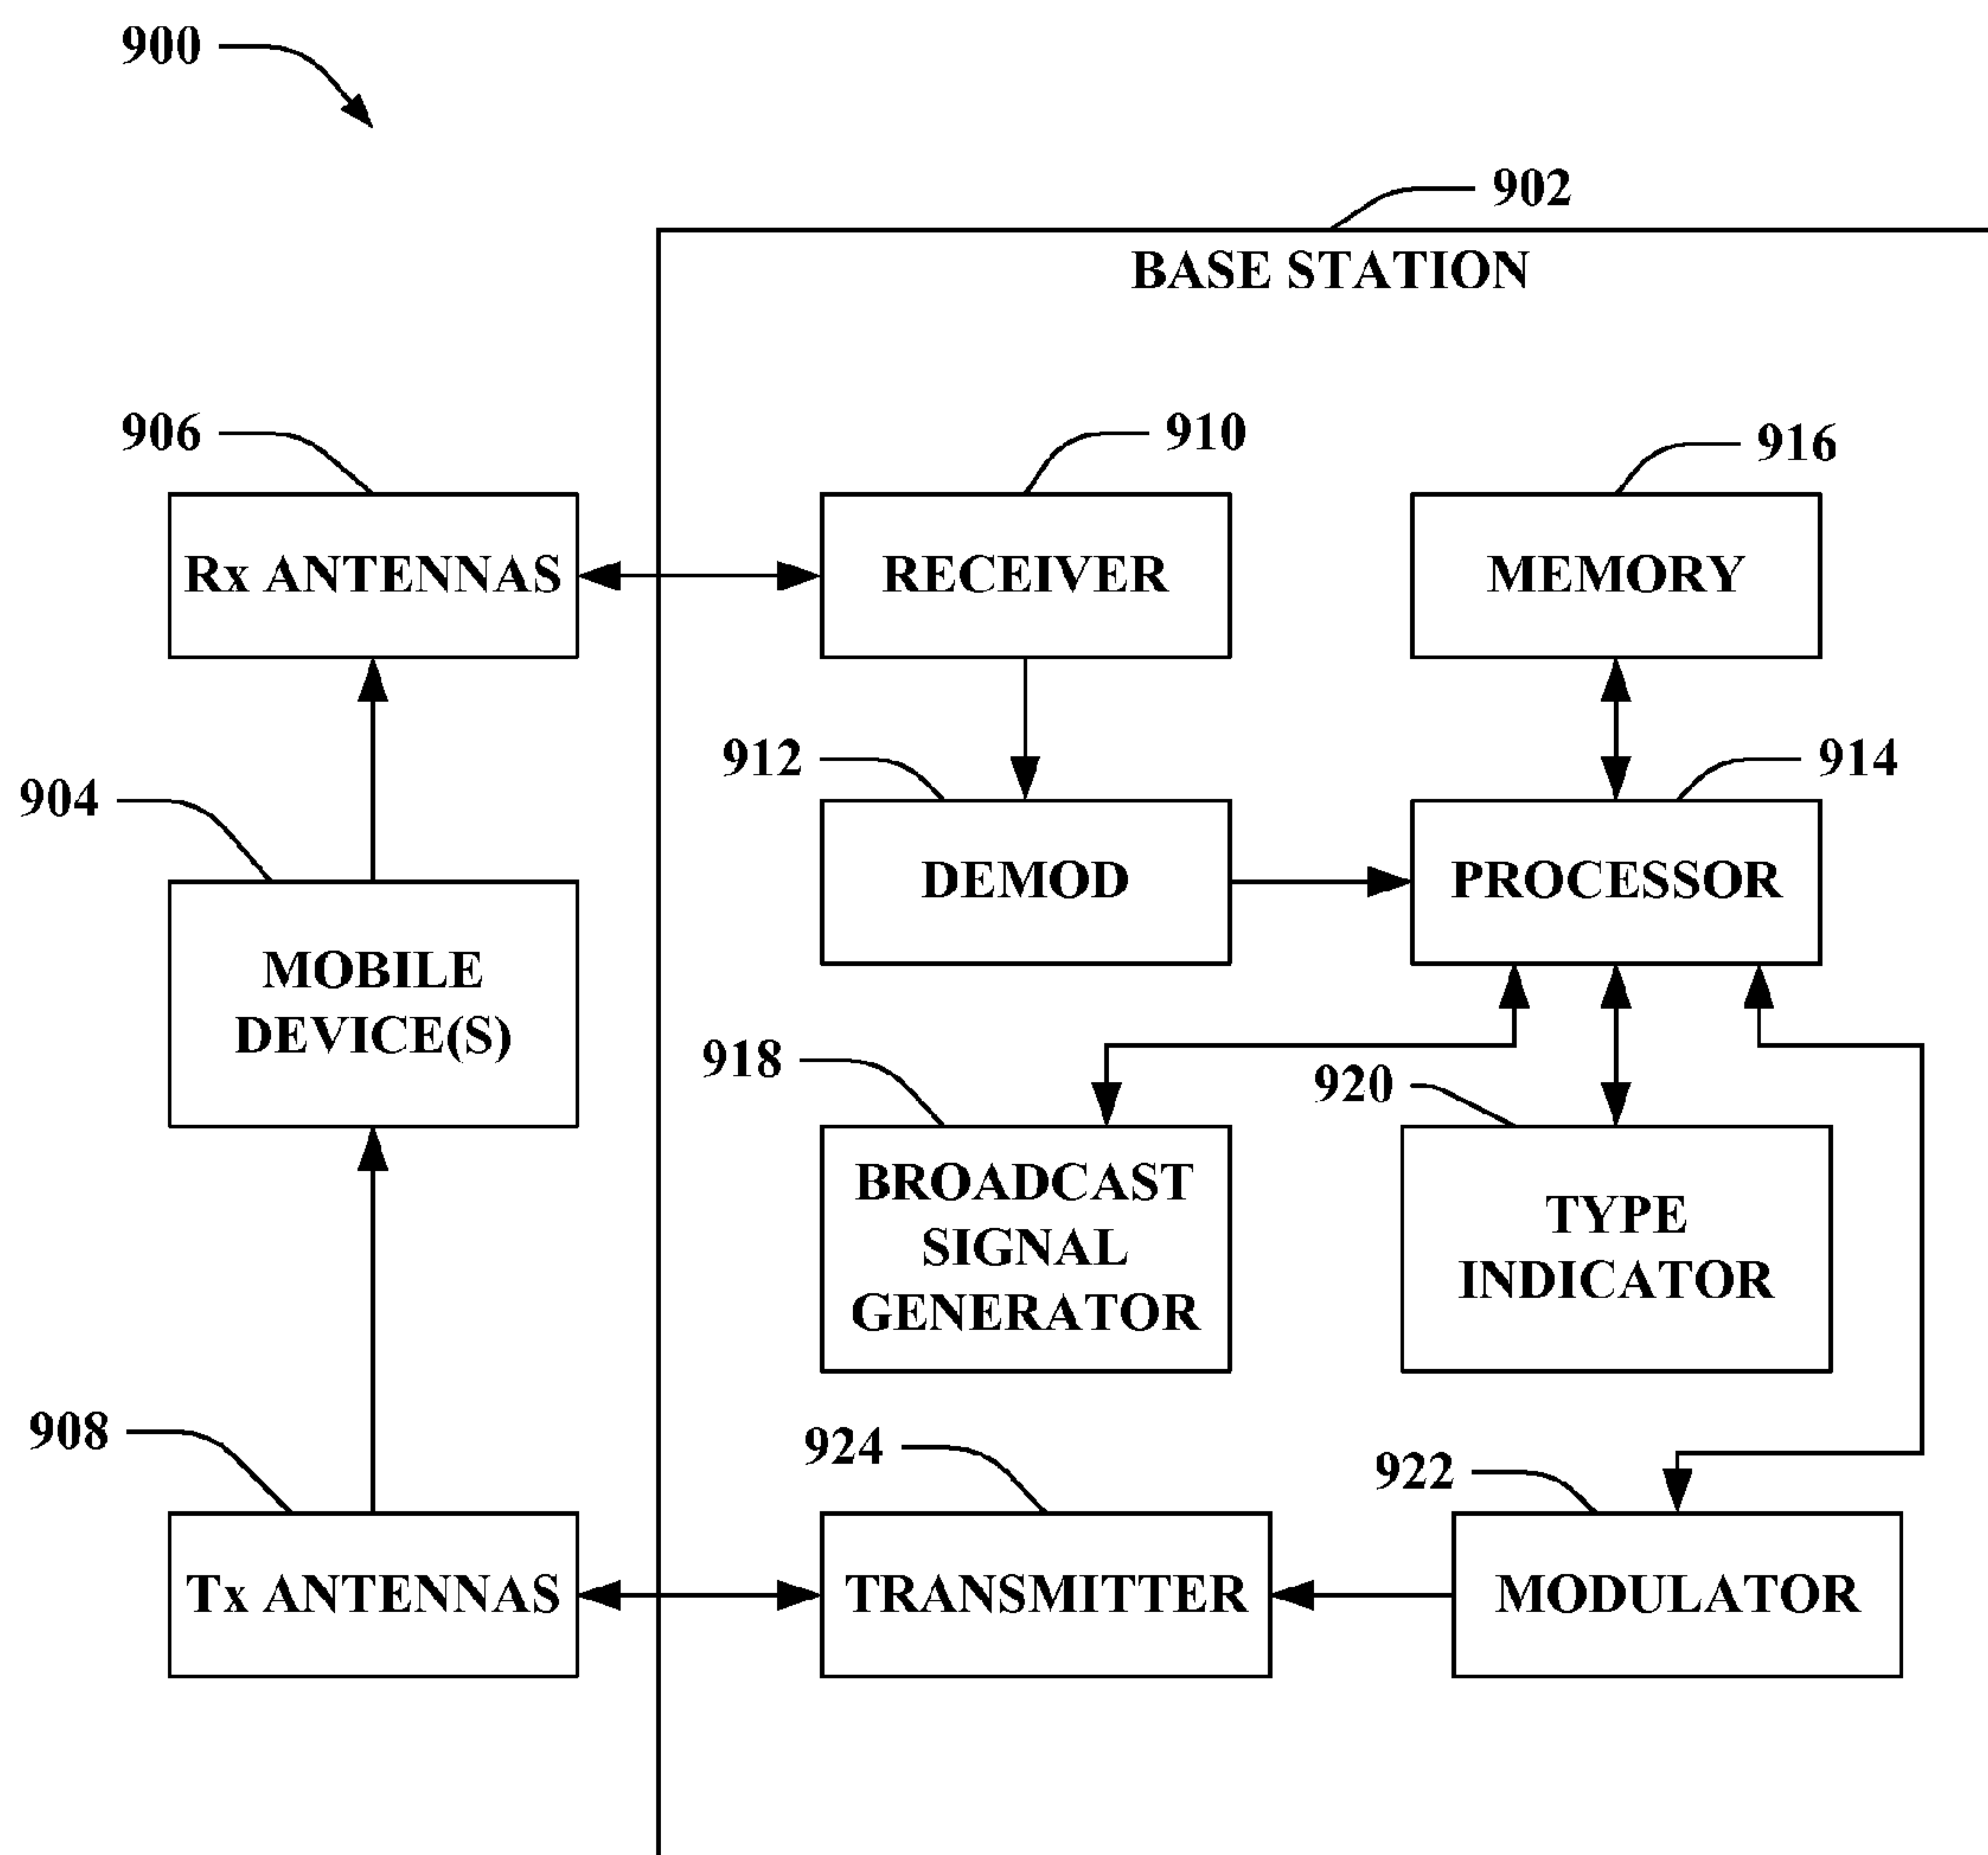 900
902
BASE STATION
906
910
916
Rx ANTENNAS
RECEIVER
MEMORY
912
914
904
DEMOD
PROCESSOR
MOBILE
DEVICE(S)
918
920
BROADCAST
SIGNAL
GENERATOR
TYPE
INDICATOR
908
924
922
Tx ANTENNAS
TRANSMITTER
MODULATOR